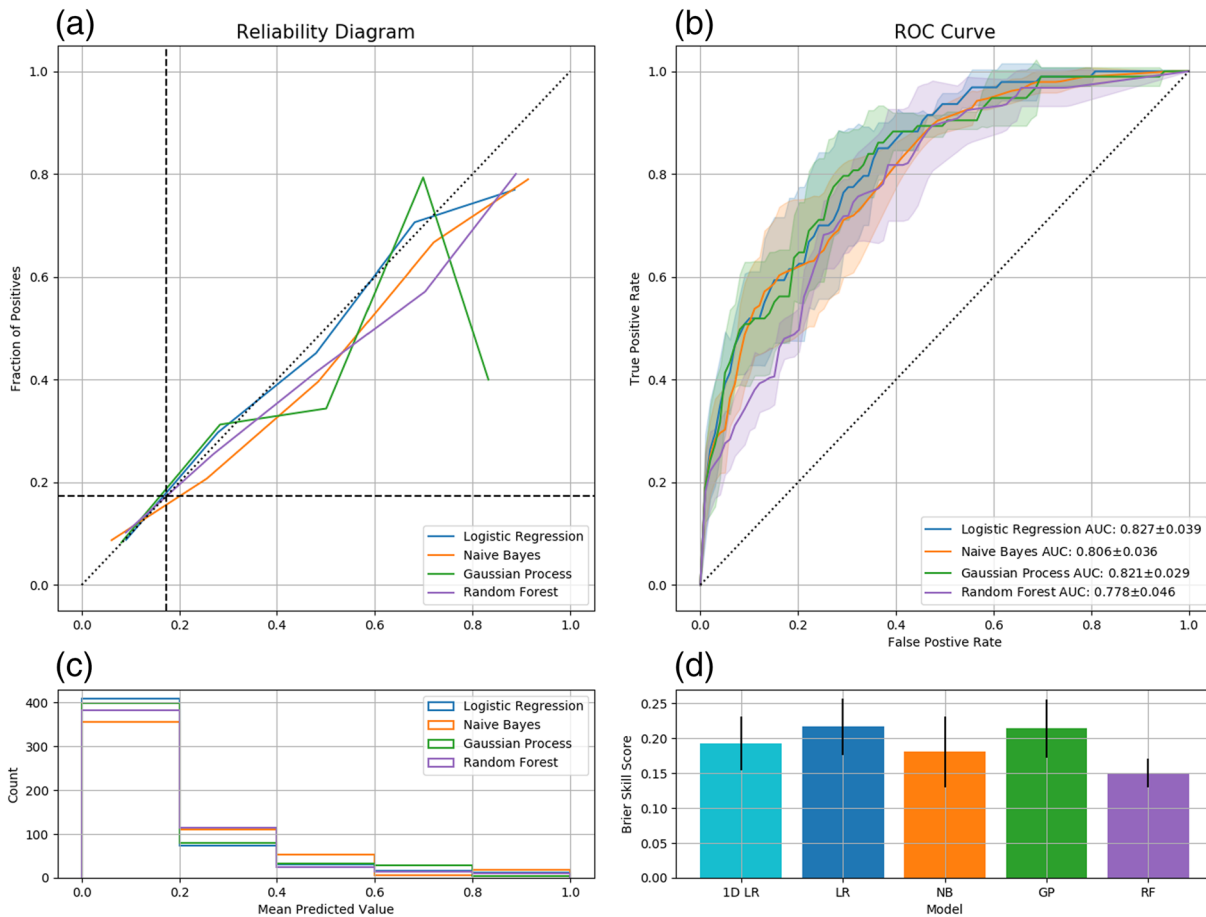 (a)
Reliability Diagram
1.0
0.8
0.6
0.4
0.2
0.0
Fraction of Positives
Logistic Regression
Naive Bayes
Gaussian Process
Random Forest
0.0 0.2 0.4 0.6 0.8 1.0
(b)
ROC Curve
1.0
0.8
0.6
0.4
0.2
0.0
True Positive Rate
Logistic Regression AUC: 0.827±0.039
Naive Bayes AUC: 0.806±0.036
Gaussian Process AUC: 0.821±0.029
Random Forest AUC: 0.778±0.046
0.0 0.2 0.4 0.6 0.8 1.0
False Postive Rate
(c)
400
300
200
100
0
Count
Logistic Regression
Naive Bayes
Gaussian Process
Random Forest
0.0 0.2 0.4 0.6 0.8 1.0
Mean Predicted Value
(d)
0.25
0.20
0.15
0.10
0.05
0.00
Brier Skill Score
1D LR LR NB GP RF
Model